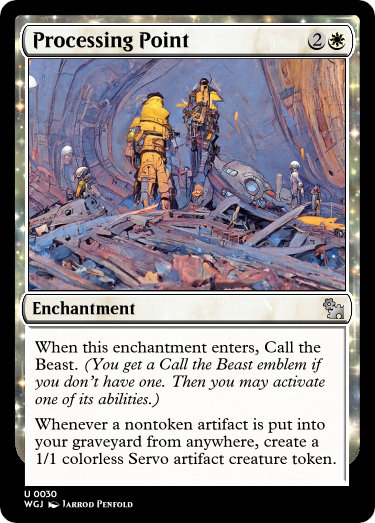 Processing Point 2
Enchantment
When this enchantment enters, Call the
Beast. (You get a Call the Beast emblem if
you don't have one. Then you may activate
one of its abilities.)
Whenever a nontoken artifact is put into
your graveyard from anywhere, create a
1/1 colorless Servo artifact creature token.
U 0030
WGJ Jarrod Penfold